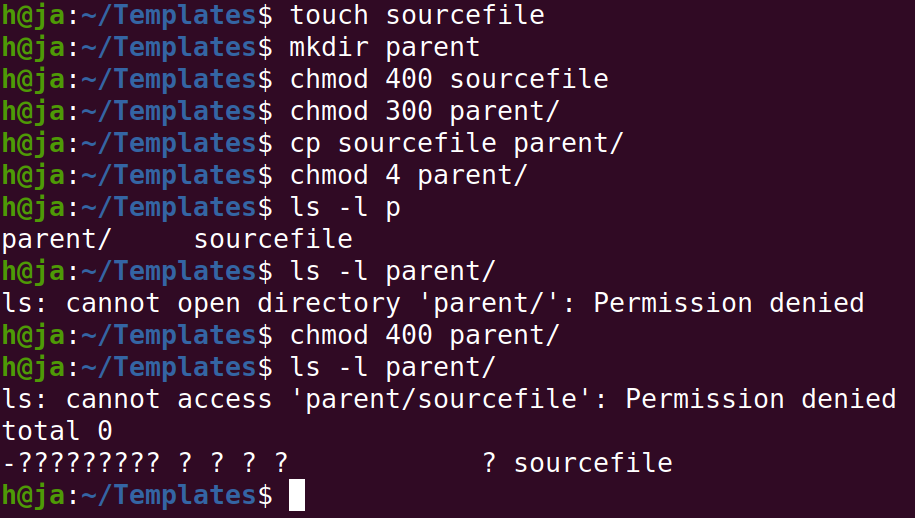 h@ja:~/Templates$ touch sourcefile
h@ja:~/Templates$ mkdir parent
h@ja:~/Templates$ chmod 400 sourcefile
h@ja:~/Templates$ chmod 300 parent/
h@ja:~/Templates$ cp sourcefile parent/
h@ja:~/Templates$ chmod 4 parent/
h@ja:~/Templates$ ls -l p
parent/     sourcefile
h@ja:~/Templates$ ls -l parent/
ls: cannot open directory 'parent/': Permission denied
h@ja:~/Templates$ chmod 400 parent/
h@ja:~/Templates$ ls -l parent/
ls: cannot access 'parent/sourcefile': Permission denied
total 0
-????????? ? ? ? ?            ? sourcefile
h@ja:~/Templates$